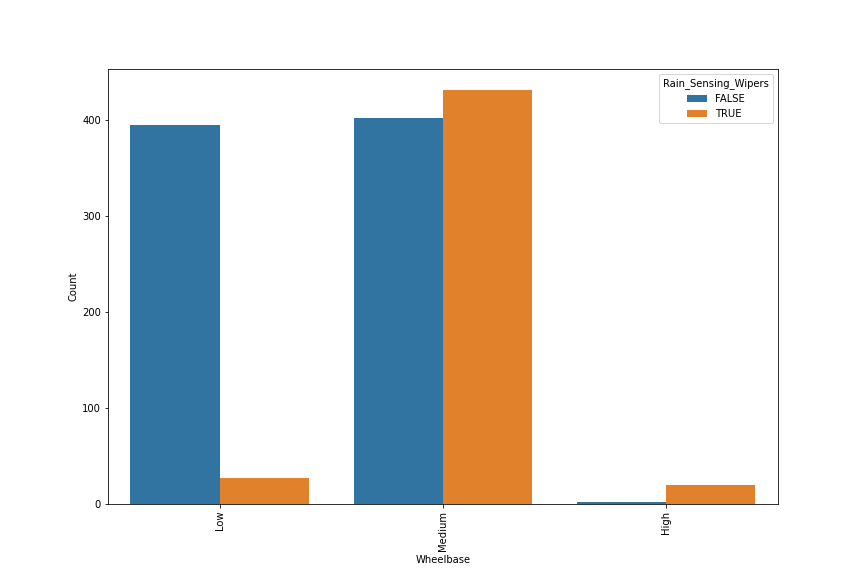 Rain_Sensing_Wipers
FALSE
TRUE
400
300
200
100
0
Count
Low
Medium
High
Wheelbase